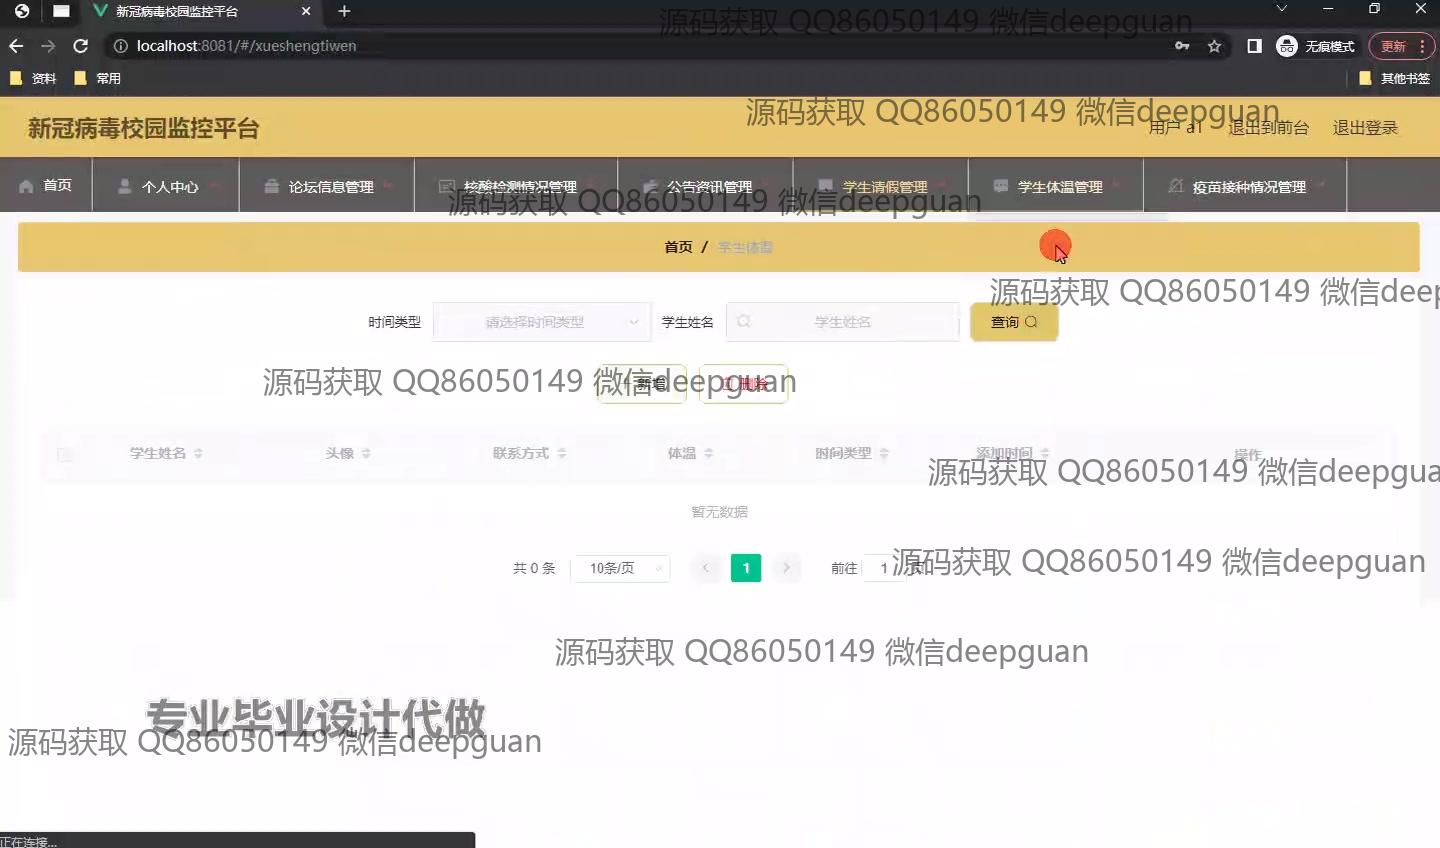 新冠病毒校园监控平台
源码获取 QQ86050149 微信deepguan
localhost:8081/#/xueshengtiwen
无痕模式
更新
资料
常用
其他书签
源码获取 QQ86050149 微信deepguan
新冠病毒校园监控平台
用户 a1
退出到前台
退出登录
首页
个人中心
论坛信息管理
核酸检测情况管理
公告资讯管理
学生请假管理
学生体温管理
疫苗接种情况管理
源码获取 QQ86050149 微信deepguan
首页 / 学生体温
源码获取 QQ86050149 微信deep
时间类型
请选择时间类型
学生姓名
学生姓名
查询
源码获取 QQ86050149 微信deepguan
新增
删除
学生姓名
头像
联系方式
体温
时间类型
添加时间
操作
源码获取 QQ86050149 微信deepgua
暂无数据
共 0 条
10条/页
1
前往
1
页
源码获取 QQ86050149 微信deepguan
源码获取 QQ86050149 微信deepguan
专业毕业设计代做
源码获取 QQ86050149 微信deepguan
正在连接...